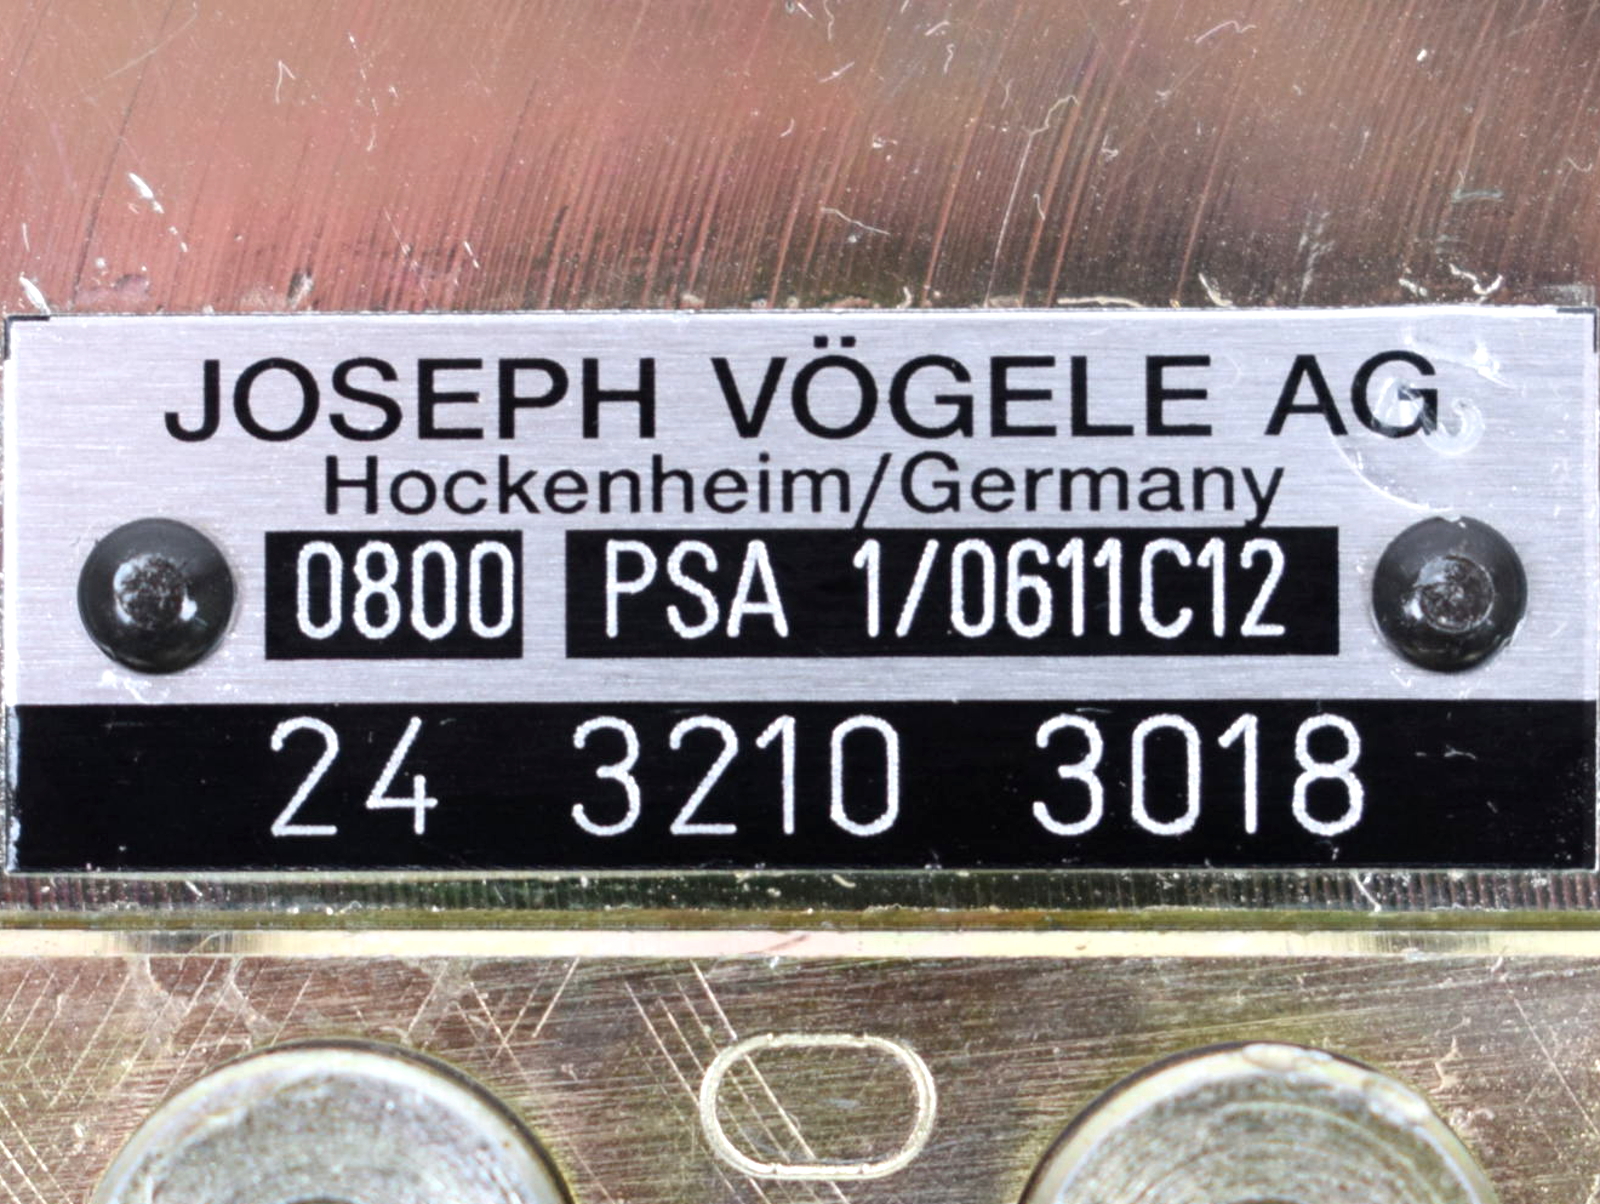 JOSEPH VÖGELE AG
Hockenheim/Germany
0800 PSA 1/0611C12
24 3210 3018